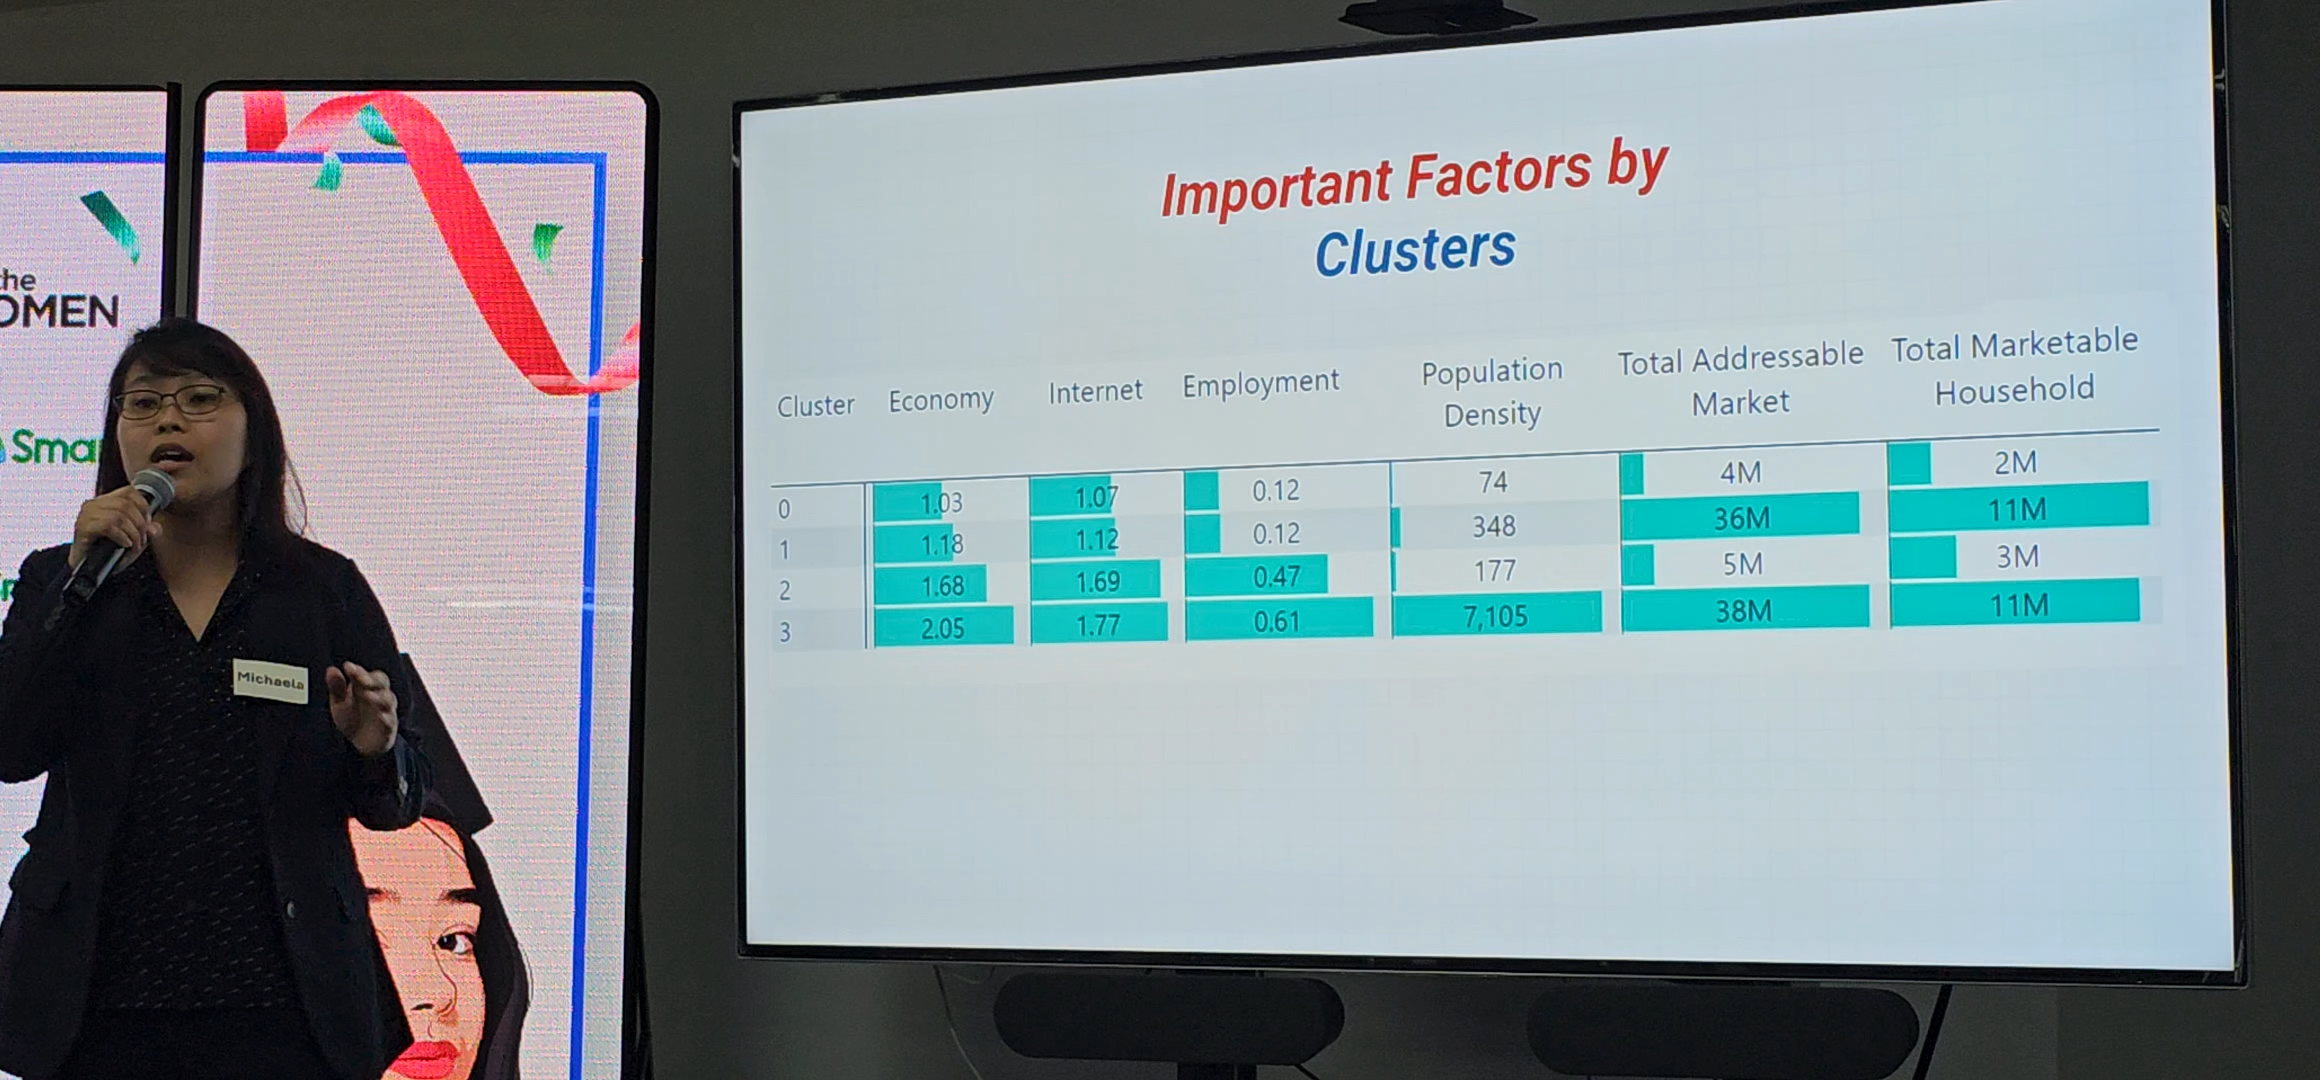 he
OMEN
Sma
Michaela
Important Factors by
Clusters
Cluster Economy Internet Employment Population Density Total Addressable Market Total Marketable Household
0 1.03 1.07 0.12 74 4M 2M
1 1.18 1.12 0.12 348 36M 11M
2 1.68 1.69 0.47 177 5M 3M
3 2.05 1.77 0.61 7,105 38M 11M